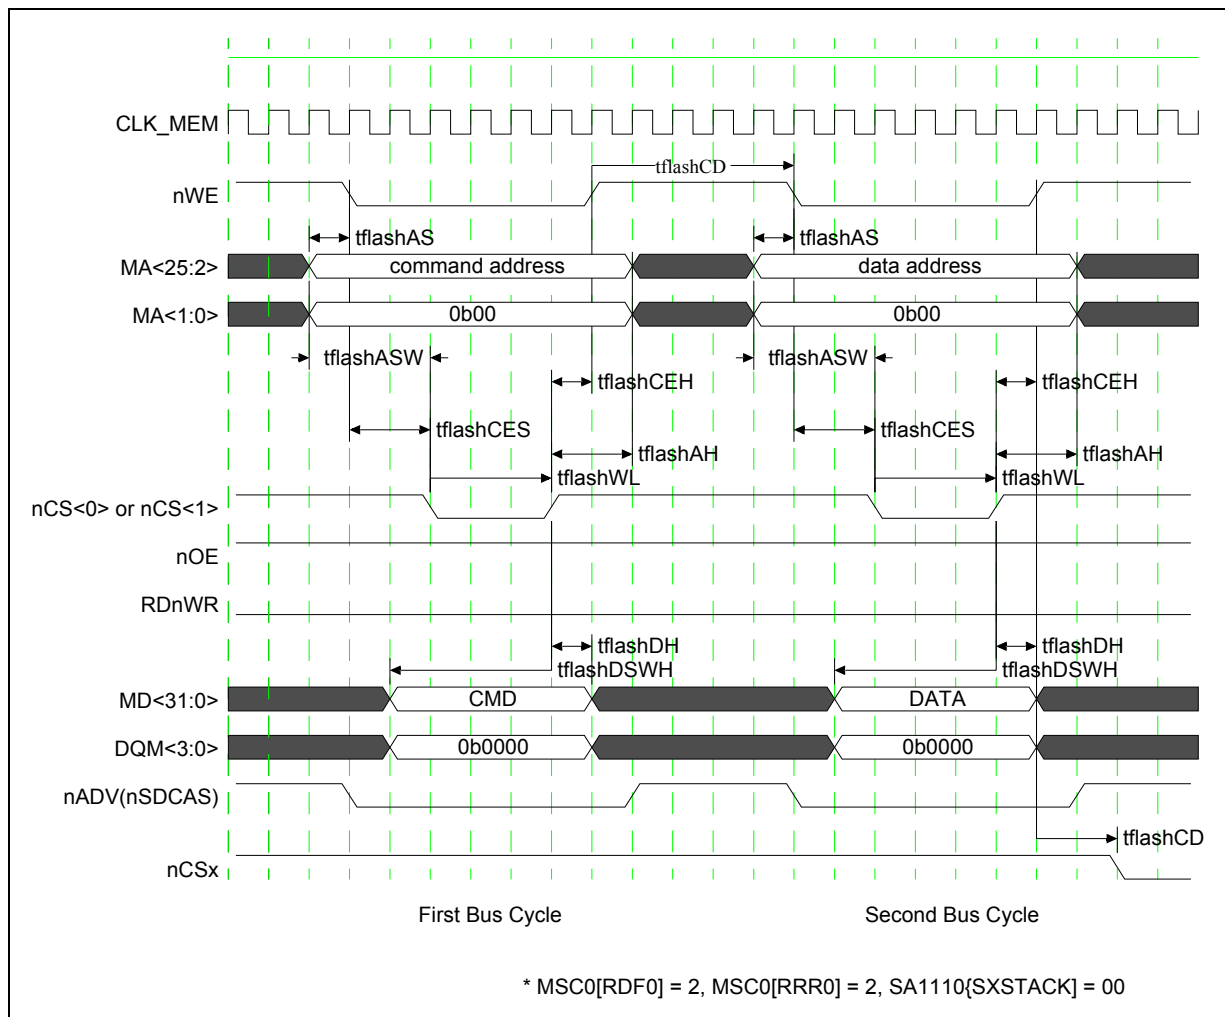 CLK_MEM
tflashCD
nWE
tflashAS tflashAS
MA<25:2> command address data address
MA<1:0> 0b00 0b00
tflashASW tflashASW
tflashCEH tflashCEH
tflashCES tflashCES
tflashAH tflashAH
tflashWL tflashWL
nCS<0> or nCS<1>
nOE
RDnWR
tflashDH tflashDH
tflashDSWH tflashDSWH
MD<31:0> CMD DATA
DQM<3:0> 0b0000 0b0000
nADV(nSDCAS)
tflashCD
nCSx
First Bus Cycle Second Bus Cycle
* MSC0[RDF0] = 2, MSC0[RRR0] = 2, SA1110{SXSTACK] = 00